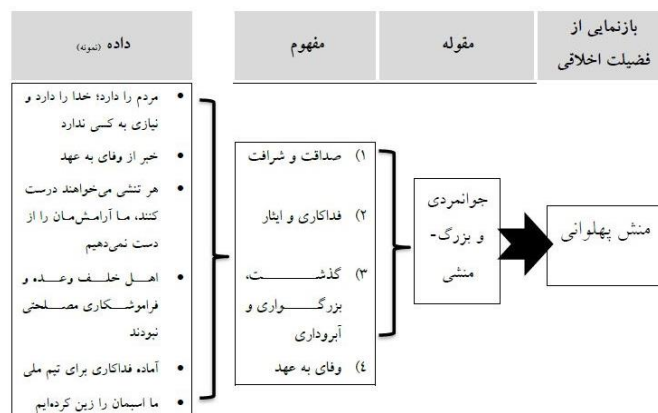 بازنمایی از
فضیلت اخلاقی
مقوله
مفهوم
داده (نمونه)
منش پهلوانی
جوانمردی
و بزرگ-
منشی
۱) صداقت و شرافت
۲) فداکاری و ایثار
۳) گذشت،
بزرگواری و
آبروداری
٤) وفای به عهد
• مردم را دارد؛ خدا را دارد و
نیازی به کسی ندارد
• خبر از وفای به عهد
• هر تنشی می‌خواهند درست
کنند، ما آرامش‌مان را از
دست نمی‌دهیم
• اهل خلف وعده و
فراموشکاری مصلحتی
نبودند
• آماده فداکاری برای تیم ملی
• ما اسبمان را زین کرده‌ایم